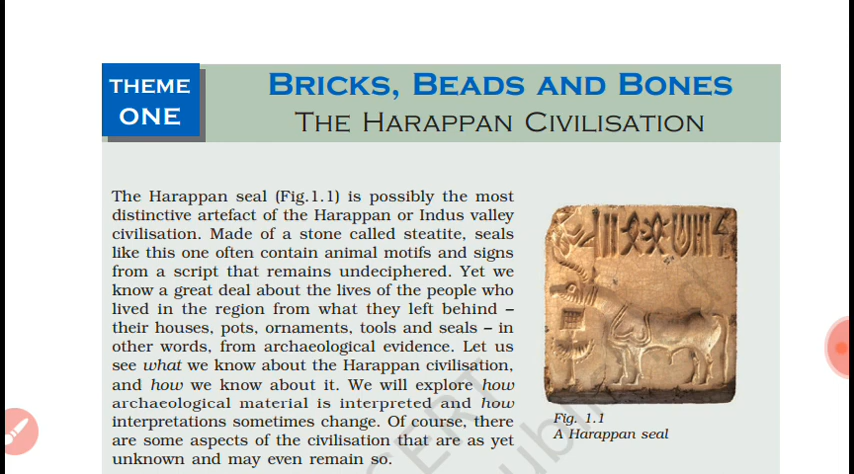 THEME
ONE
BRICKS, BEADS AND BONES
THE HARAPPAN CIVILISATION
The Harappan seal (Fig.1.1) is possibly the most
distinctive artefact of the Harappan or Indus valley
civilisation. Made of a stone called steatite, seals
like this one often contain animal motifs and signs
from a script that remains undeciphered. Yet we
know a great deal about the lives of the people who
lived in the region from what they left behind –
their houses, pots, ornaments, tools and seals – in
other words, from archaeological evidence. Let us
see what we know about the Harappan civilisation,
and how we know about it. We will explore how
archaeological material is interpreted and how
interpretations sometimes change. Of course, there
are some aspects of the civilisation that are as yet
unknown and may even remain so.
Fig. 1.1
A Harappan seal